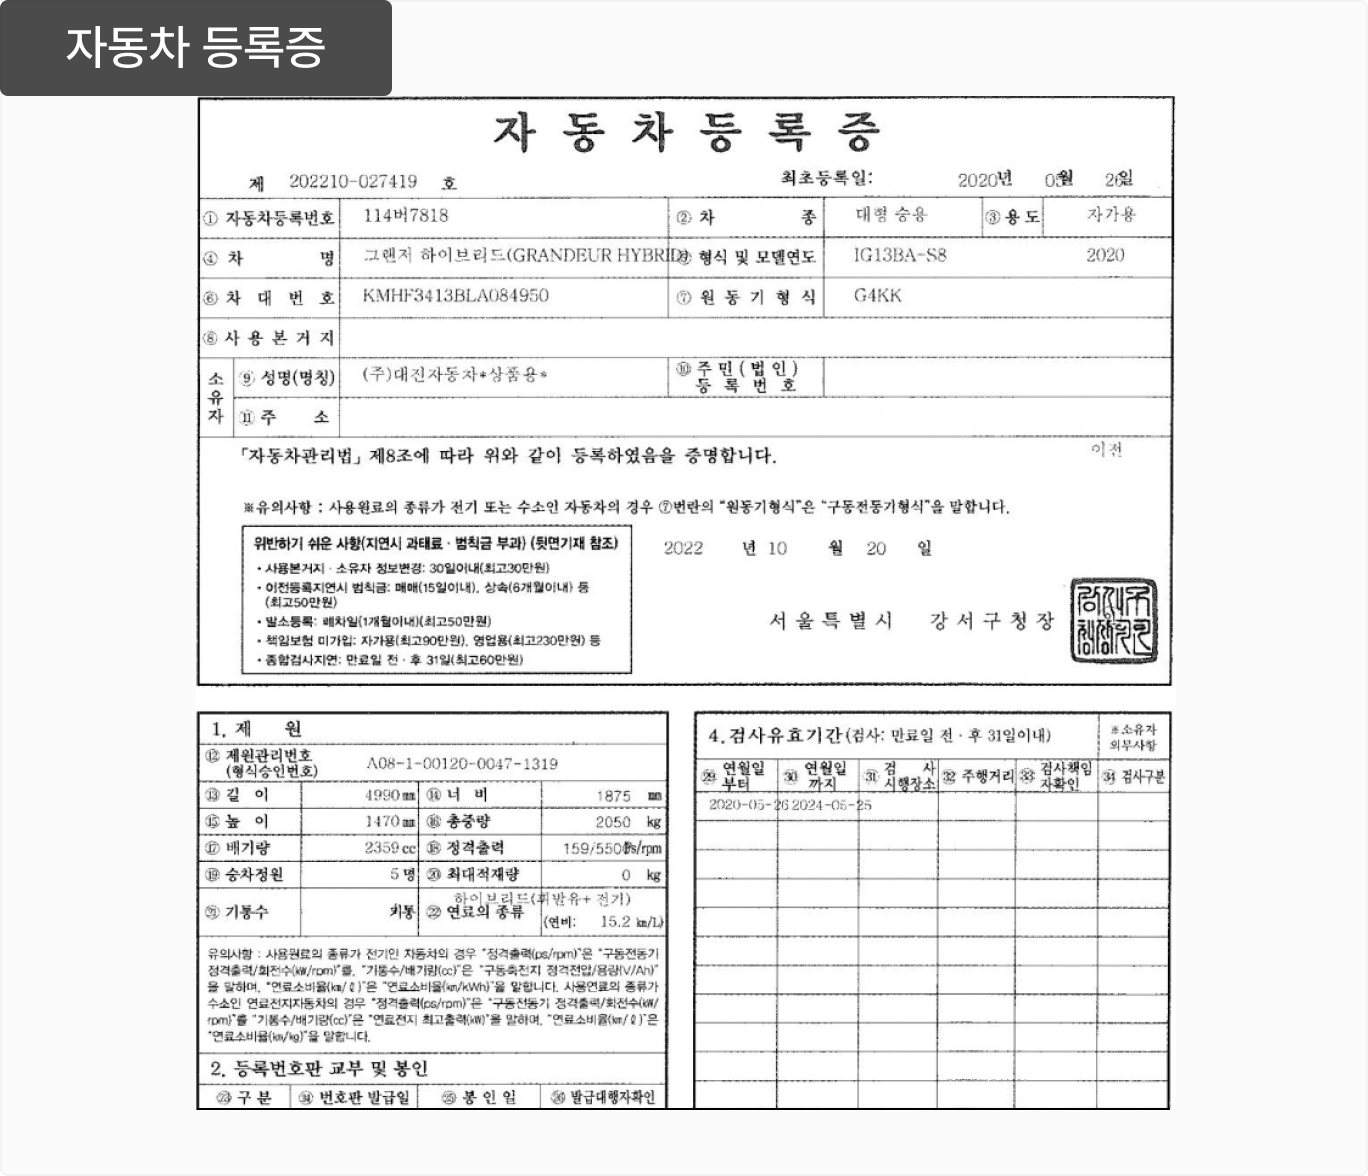 자동차 등록증
자 동 차 등 록 증
제 202210-027419 호 최초등록일: 2020년 05월 26일
① 자동차등록번호 114버7818 ② 차 종 대형 승용 ③ 용 도 자가용
④ 차 명 그랜저 하이브리드(GRANDEUR HYBRID) ⑤ 형식 및 모델연도 IG13BA-S8 2020
⑥ 차 대 번 호 KMHF3413BLA084950 ⑦ 원 동 기 형 식 G4KK
⑧ 사 용 본 거 지
소유자 ⑨ 성명(명칭) (주)대진자동차*상품용* ⑩ 주 민 ( 법 인 ) 등 록 번 호
⑪ 주 소
「자동차관리법」 제8조에 따라 위와 같이 등록하였음을 증명합니다. 이전
※유의사항 : 사용원료의 종류가 전기 또는 수소인 자동차의 경우 ⑦번란의 "원동기형식"은 "구동전동기형식"을 말합니다.
위반하기 쉬운 사항(지연시 과태료 · 범칙금 부과) (뒷면기재 참조)
· 사용본거지 · 소유자 정보변경: 30일이내(최고30만원)
· 이전등록지연시 범칙금: 매매(15일이내), 상속(6개월이내) 등
(최고50만원)
· 말소등록: 폐차일(1개월이내)(최고50만원)
· 책임보험 미가입: 자가용(최고90만원), 영업용(최고230만원) 등
· 종합검사지연: 만료일 전 · 후 31일(최고60만원)
2022 년 10 월 20 일
서 울 특 별 시 강 서 구 청 장
1. 제 원
⑫ 제원관리번호
(형식승인번호) A08-1-00120-0047-1319
⑬ 길 이 4990 mm ⑭ 너 비 1875 mm
⑮ 높 이 1470 mm ⑯ 총중량 2050 kg
⑰ 배기량 2359 cc ⑱ 정격출력 159/5500 Ps/rpm
⑲ 승차정원 5 명 ⑳ 최대적재량 0 kg
㉑ 기통수 기통 ㉒ 연료의 종류 하이브리드(휘발유+ 전기)
(연비: 15.2 km/L)
유의사항 : 사용원료의 종류가 전기인 자동차의 경우 "정격출력(ps/rpm)"은 "구동전동기
정격출력/회전수(kW/rpm)"를, "기통수/배기량(cc)"은 "구동축전지 정격전압/용량(V/Ah)"
을 말하며, "연료소비율(km/ℓ)"은 "연료소비율(km/kWh)"을 말합니다. 사용연료의 종류가
수소인 연료전지자동차의 경우 "정격출력(ps/rpm)"은 "구동전동기 정격출력/회전수(kW/
rpm)"를 "기통수/배기량(cc)"은 "연료전지 최고출력(kW)"을 말하며, "연료소비율(km/ℓ)"은
"연료소비율(km/kg)"을 말합니다.
2. 등록번호판 교부 및 봉인
㉓ 구 분 ㉔ 번호판 발급일 ㉕ 봉 인 일 ㉖ 발급대행자확인
4. 검사유효기간(검사: 만료일 전 · 후 31일이내) ※소유자
의무사항
㉙ 연월일 부터 ㉚ 연월일 까지 ㉛ 검 사 시행장소 ㉜ 주행거리 ㉝ 검사책임 자확인 ㉞ 검사구분
2020-05-26 2024-05-25